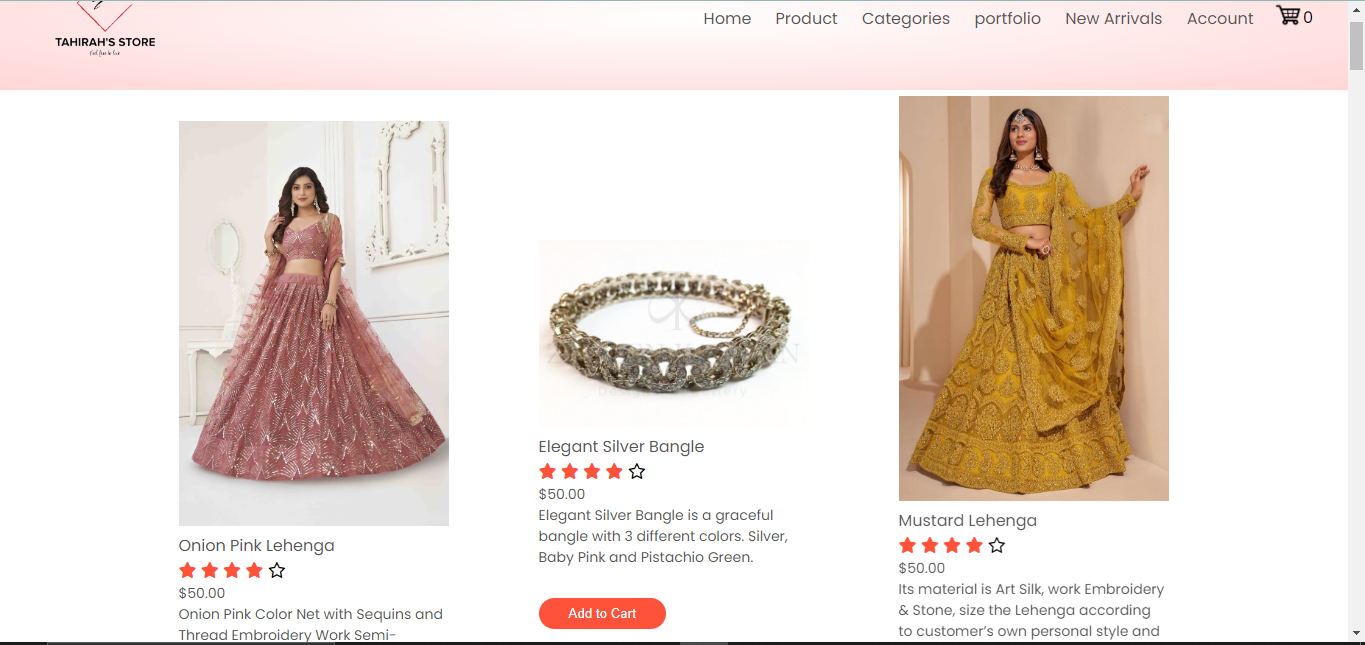 TAHIRAH'S STORE
Home
Product
Categories
portfolio
New Arrivals
Account
0
Onion Pink Lehenga
$50.00
Onion Pink Color Net with Sequins and
Thread Embroidery Work Semi-
Elegant Silver Bangle
$50.00
Elegant Silver Bangle is a graceful
bangle with 3 different colors. Silver,
Baby Pink and Pistachio Green.
Add to Cart
Mustard Lehenga
$50.00
Its material is Art Silk, work Embroidery
& Stone, size the Lehenga according
to customer’s own personal style and